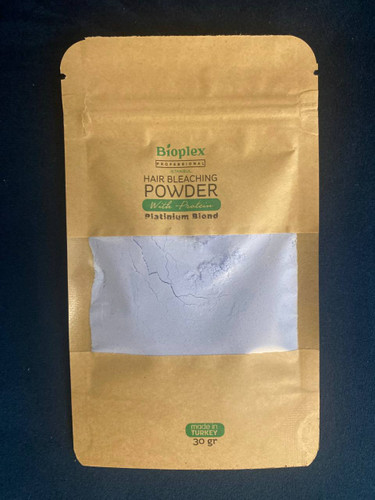 Bioplex
PROFESSIONAL
HAIR BLEACHING
POWDER
With Protein
Platinium Blond
made in
TURKEY
30 gr